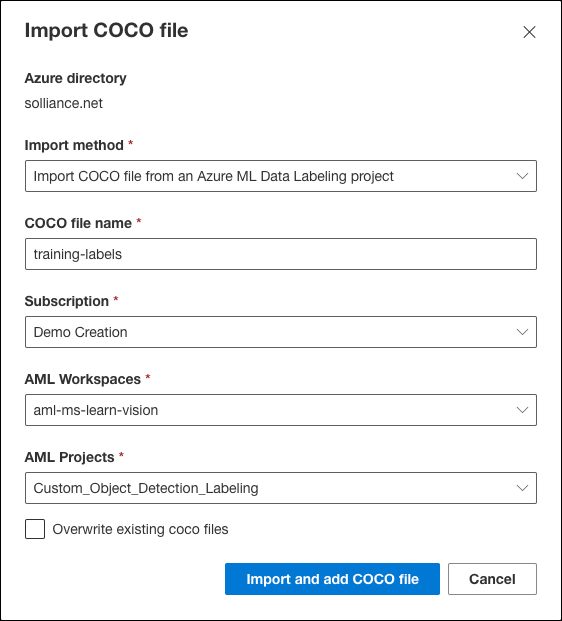 Import COCO file
Azure directory
solliance.net
Import method *
Import COCO file from an Azure ML Data Labeling project
COCO file name *
training-labels
Subscription *
Demo Creation
AML Workspaces *
aml-ms-learn-vision
AML Projects *
Custom_Object_Detection_Labeling
Overwrite existing coco files
Import and add COCO file
Cancel